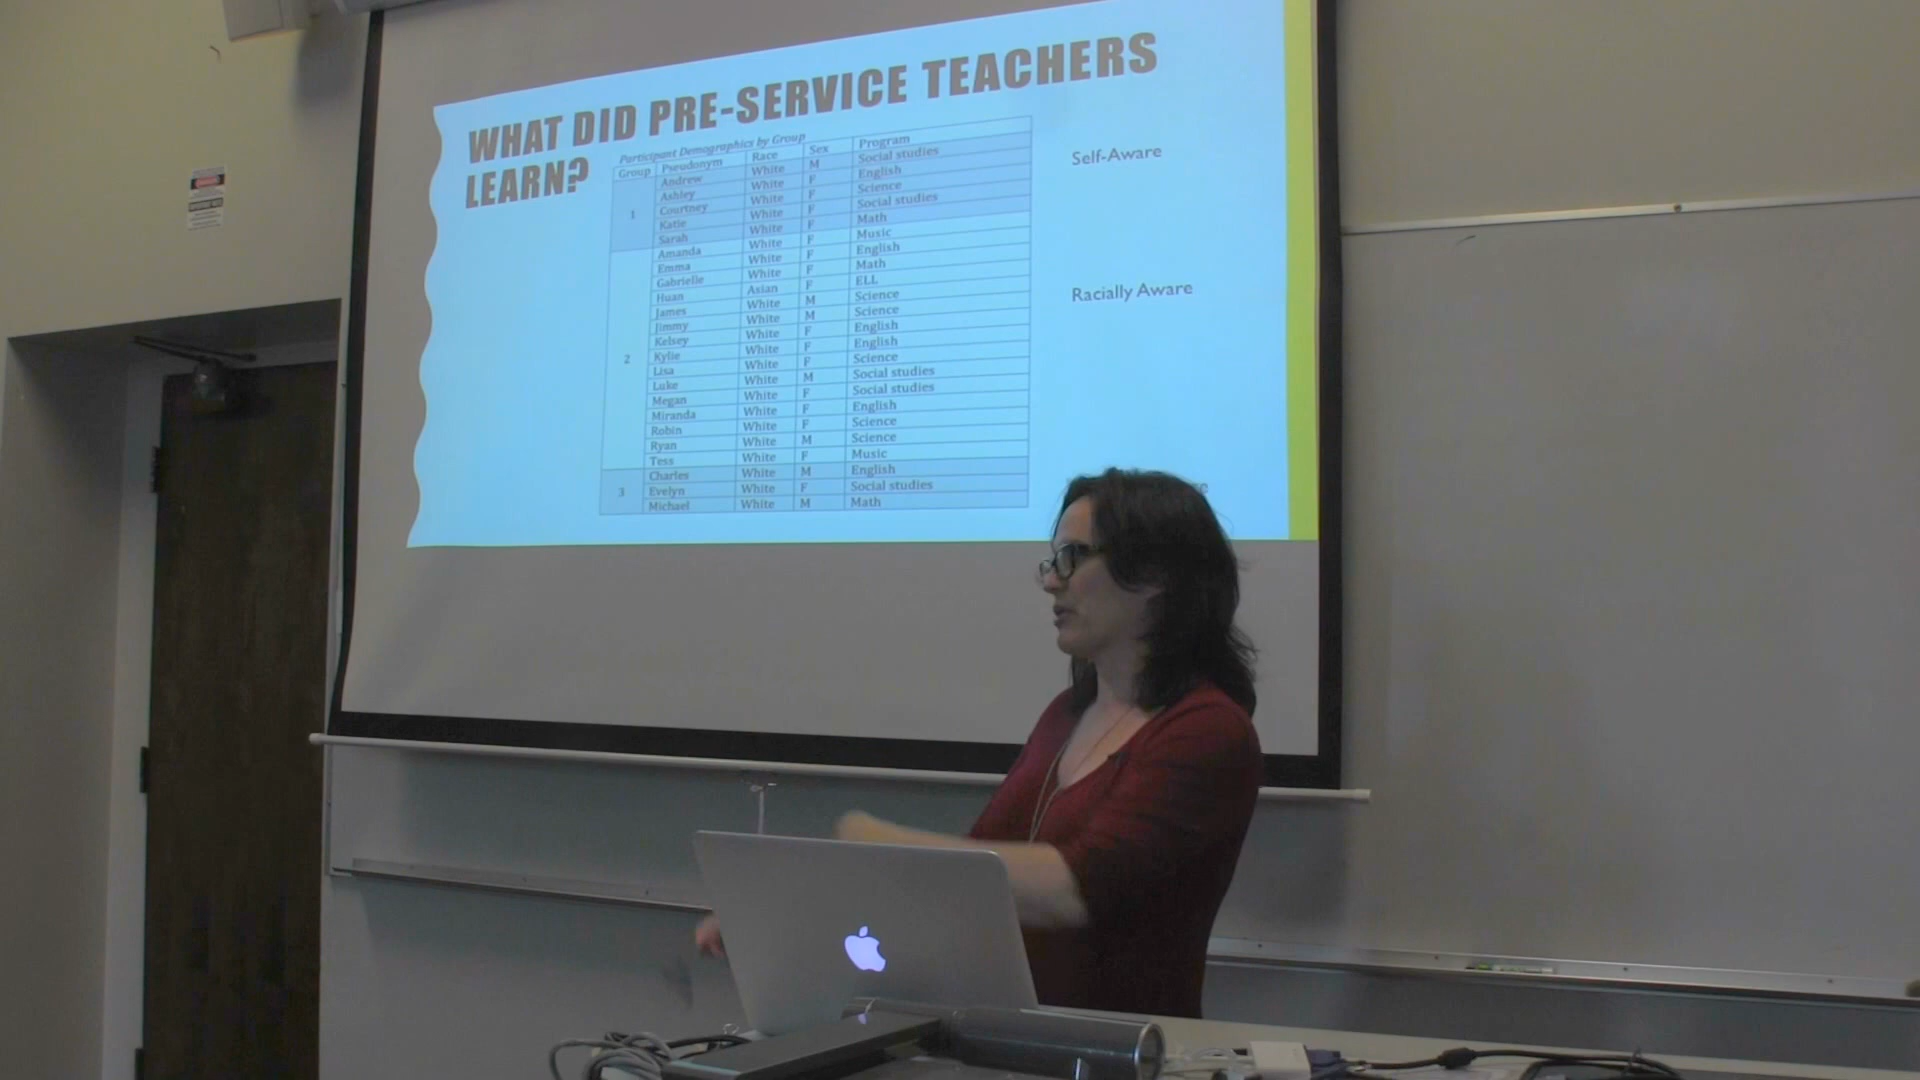 WHAT DID PRE-SERVICE TEACHERS
LEARN?
Participant Demographics by Group
Group Pseudonym Race Sex Program
1
Andrew White M Social studies
Ashley White F English
Courtney White F Science
Katie White F Social studies
Sarah White F Math
2
Amanda White F Music
Emma White F English
Gabrielle White F Math
Huan Asian F ELL
James White M Science
Jimmy White M Science
Kelsey White F English
Kylie White F English
Lisa White F Science
Luke White M Social studies
Megan White F Social studies
Miranda White F English
Robin White F Science
Ryan White M Science
Tess White F Music
3
Charles White M English
Evelyn White F Social studies
Michael White M Math
Self-Aware
Racially Aware